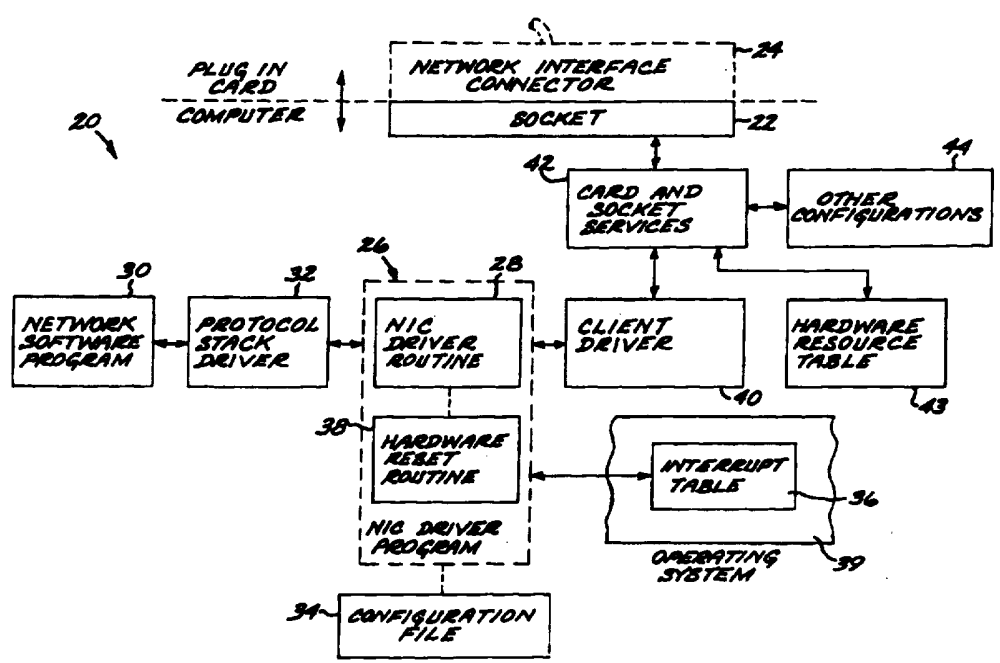 24
NETWORK INTERFACE
CONNECTOR
PLUG IN
CARD
COMPUTER
SOCKET
22
20
42
CARD AND
SOCKET
SERVICES
44
OTHER
CONFIGURATIONS
26
28
30
NETWORK
SOFTWARE
PROGRAM
32
PROTOCOL
STACK
DRIVER
NIC
DRIVER
ROUTINE
CLIENT
DRIVER
40
HARDWARE
RESOURCE
TABLE
43
38
HARDWARE
RESET
ROUTINE
NIC DRIVER
PROGRAM
INTERRUPT
TABLE
36
39
OPERATING
SYSTEM
34
CONFIGURATION
FILE